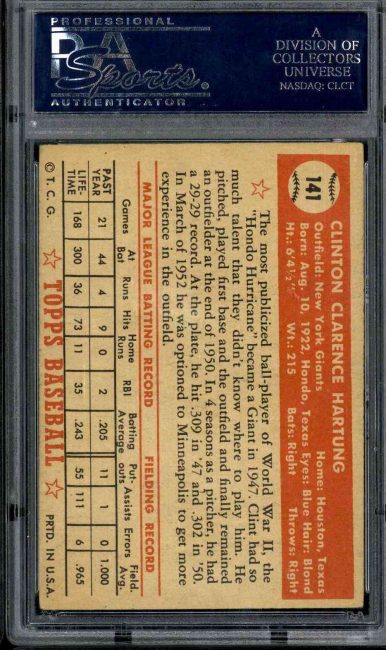 PROFESSIONAL
PSA
Sports
AUTHENTICATOR
A
DIVISION OF
COLLECTORS
UNIVERSE
NASDAQ: CLCT
141
CLINTON CLARENCE HARTUNG
Outfield: New York Giants Home: Houston, Texas
Born: Aug. 10, 1922, Hondo, Texas Eyes: Blue Hair: Blond
Ht.: 6'4½" Wt.: 215 Bats: Right Throws: Right
The most publicized ball-player of World War II, the
"Hondo Hurricane" became a Giant in 1947. Clint had so
much talent that they didn't know where to play him. He
pitched, played first base and the outfield and finally remained
an outfielder at the end of 1950. In 4 seasons as a pitcher, he had
a 29-29 record. At the plate, he hit .309 in '47 and .302 in '50.
In March of 1952 he was optioned to Minneapolis to get more
experience in the outfield.
MAJOR LEAGUE BATTING RECORD FIELDING RECORD
Games At Bat Runs Hits Home Runs RBI Batting Average Put-outs Assists Errors Field. Avg.
PAST YEAR 21 44 4 9 0 2 .205 11 1 0 1.000
LIFE-TIME 168 300 36 73 11 35 .243 55 111 6 .965
© T. C. G. TOPPS BASEBALL PRTD. IN U.S.A.